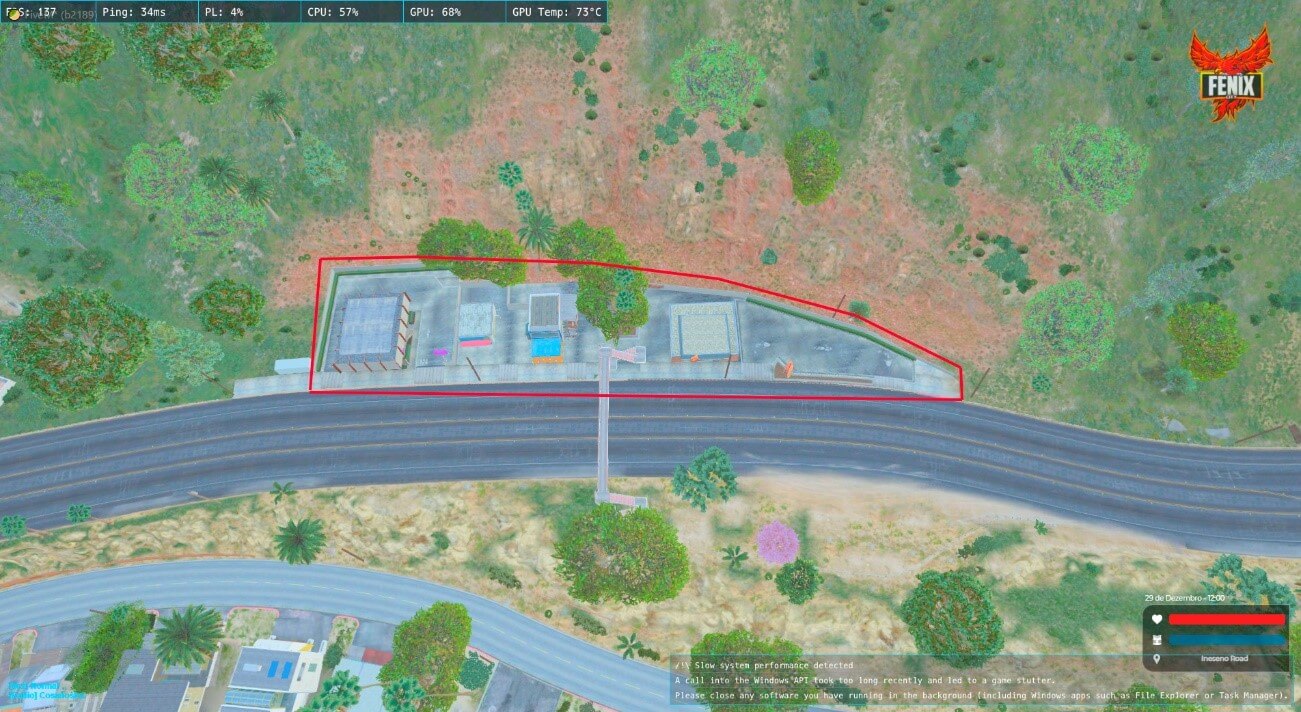 FPS: 137
Ping: 34ms
PL: 4%
CPU: 57%
GPU: 68%
GPU Temp: 73°C
(b2189)
FENIX
29 de Dezembro - 12:00
Ineseno Road
/!\ Slow system performance detected
A call into the Windows API took too long recently and led to a game stutter.
Please close any software you have running in the background (including Windows apps such as File Explorer or Task Manager).